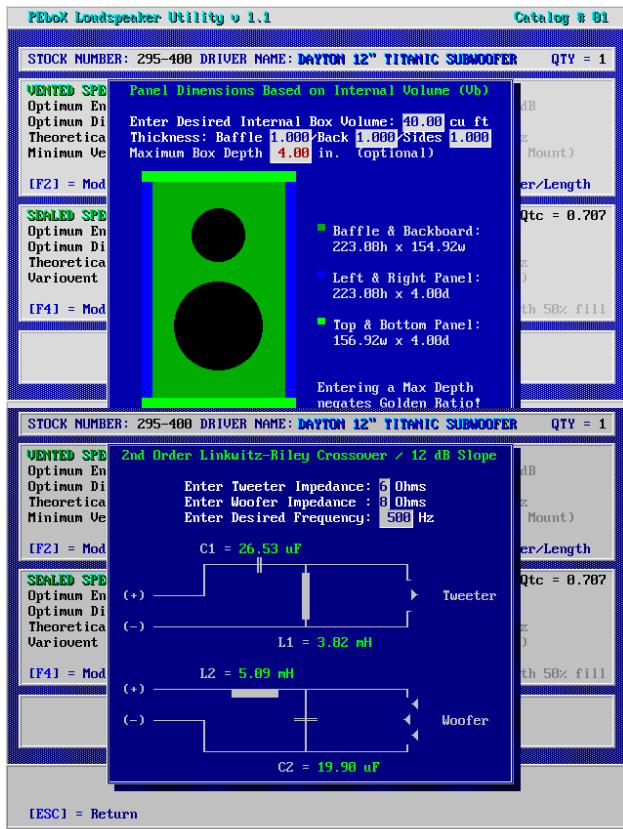 PEboX Loudspeaker Utility v 1.1 Catalog # 01
STOCK NUMBER: 295-400 DRIVER NAME: DAYTON 12" TITANIC SUBWOOFER QTY = 1
VENTED SPE
Panel Dimensions Based on Internal Volume (Vb)
Optimum En dB
Optimum Di Enter Desired Internal Box Volume: 40.00 cu ft
Theoretica Thickness: Baffle 1.000/Back 1.000/Sides 1.000 z
Minimum Ve Maximum Box Depth 4.00 in. (optional) Mount)
[F2] = Mod er/Length
SEALED SPE Qtc = 0.707
Optimum En Baffle & Backboard:
Optimum Di 223.08h x 154.92w
Theoretica z
Variovent Left & Right Panel: )
223.08h x 4.00d
[F4] = Mod th 50% fill
Top & Bottom Panel:
156.92w x 4.00d
Entering a Max Depth
negates Golden Ratio!
STOCK NUMBER: 295-400 DRIVER NAME: DAYTON 12" TITANIC SUBWOOFER QTY = 1
VENTED SPE 2nd Order Linkwitz-Riley Crossover / 12 dB Slope
Optimum En dB
Optimum Di Enter Tweeter Impedance: 6 Ohms
Theoretica Enter Woofer Impedance : 8 Ohms z
Minimum Ve Enter Desired Frequency: 500 Hz Mount)
[F2] = Mod C1 = 26.53 uF er/Length
SEALED SPE Qtc = 0.707
Optimum En (+) Tweeter
Optimum Di
Theoretica (-) z
Variovent L1 = 3.82 mH )
[F4] = Mod L2 = 5.09 mH th 50% fill
(+)
(-) Woofer
C2 = 19.90 uF
[ESC] = Return